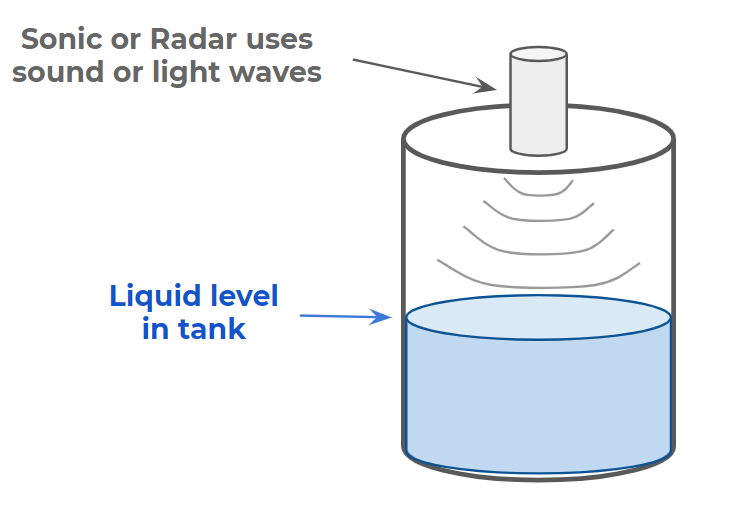 Sonic or Radar uses
sound or light waves
Liquid level
in tank